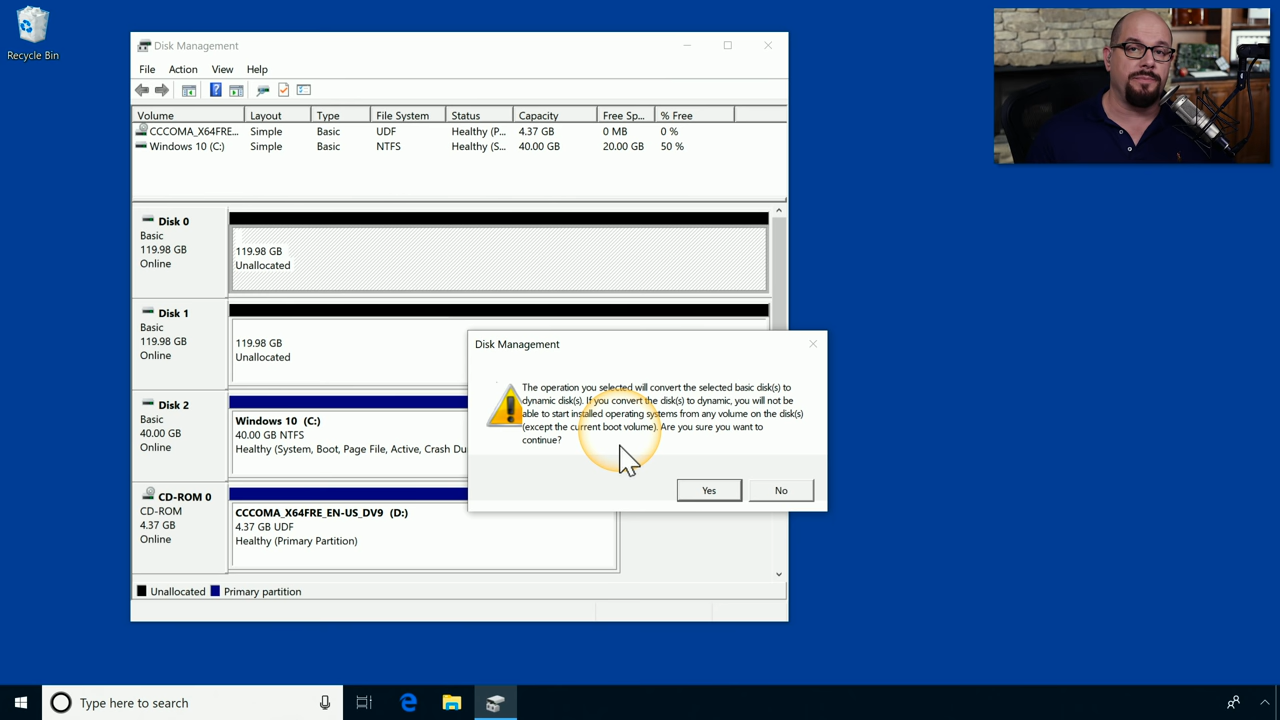 Recycle Bin
Disk Management
File Action View Help
Volume Layout Type File System Status Capacity Free Sp... % Free
CCCOMA_X64FRE... Simple Basic UDF Healthy (P... 4.37 GB 0 MB 0 %
Windows 10 (C:) Simple Basic NTFS Healthy (S... 40.00 GB 20.00 GB 50 %
Disk 0
Basic
119.98 GB
Online
119.98 GB
Unallocated
Disk 1
Basic
119.98 GB
Online
119.98 GB
Unallocated
Disk 2
Basic
40.00 GB
Online
Windows 10 (C:)
40.00 GB NTFS
Healthy (System, Boot, Page File, Active, Crash Du
CD-ROM 0
CD-ROM
4.37 GB
Online
CCCOMA_X64FRE_EN-US_DV9 (D:)
4.37 GB UDF
Healthy (Primary Partition)
Unallocated Primary partition
Disk Management
The operation you selected will convert the selected basic disk(s) to
dynamic disk(s). If you convert the disk(s) to dynamic, you will not be
able to start installed operating systems from any volume on the disk(s)
(except the current boot volume). Are you sure you want to
continue?
Yes No
Type here to search